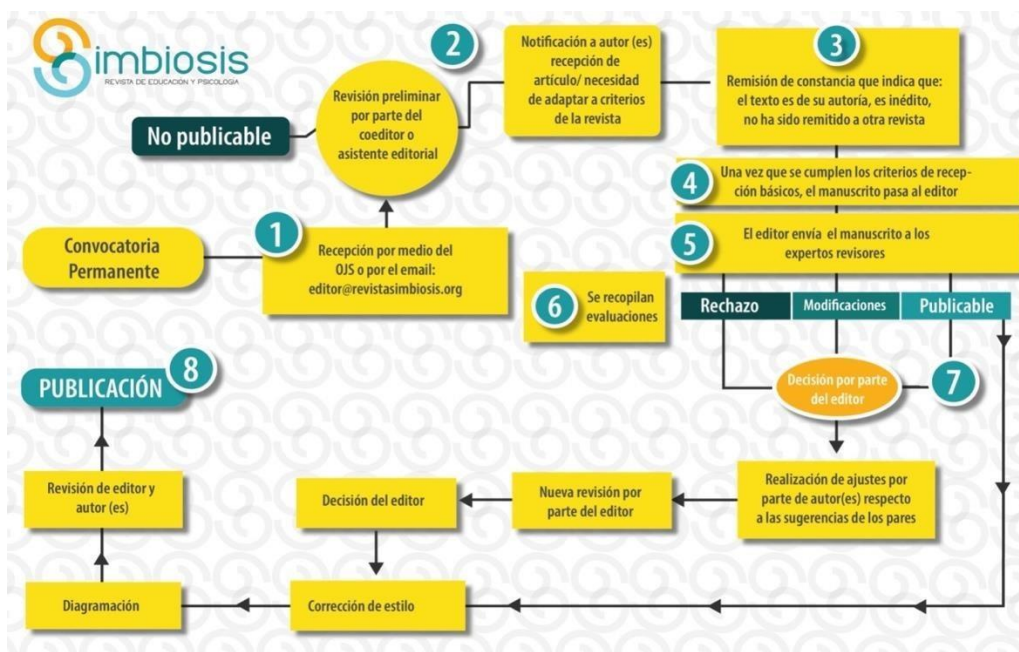 Simbiosis
REVISTA DE EDUCACIÓN Y PSICOLOGÍA
Convocatoria
Permanente
1
Recepción por medio del
OJS o por el email:
editor@revistasimbiosis.org
Revisión preliminar
por parte del
coeditor o
asistente editorial
No publicable
2
Notificación a autor (es)
recepción de
artículo/ necesidad
de adaptar a criterios
de la revista
3
Remisión de constancia que indica que:
el texto es de su autoría, es inédito,
no ha sido remitido a otra revista
4
Una vez que se cumplen los criterios de recep-
ción básicos, el manuscrito pasa al editor
5
El editor envía el manuscrito a los
expertos revisores
6
Se recopilan
evaluaciones
Rechazo
Modificaciones
Publicable
7
Decisión por parte
del editor
Realización de ajustes por
parte de autor(es) respecto
a las sugerencias de los pares
Nueva revisión por
parte del editor
Decisión del editor
Corrección de estilo
Diagramación
Revisión de editor y
autor (es)
PUBLICACIÓN
8